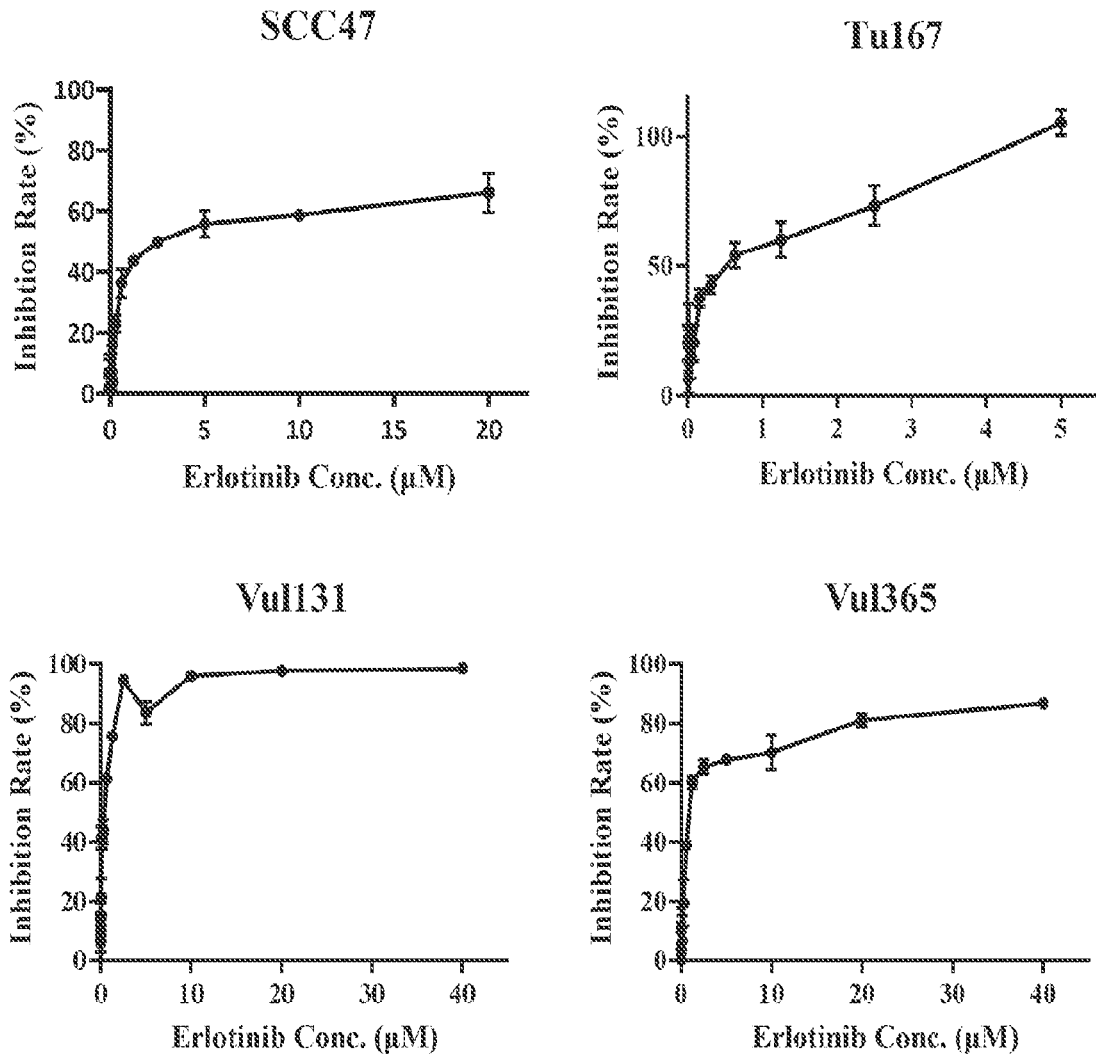 SCC47
Inhibtion Rate (%)
100
80
60
40
20
0
0 5 10 15 20
Erlotinib Conc. (μM)
Tu167
Inhibition Rate (%)
100
50
0
0 1 2 3 4 5
Erlotinib Conc. (μM)
Vul131
Inhibition Rate (%)
100
80
60
40
20
0
0 10 20 30 40
Erlotinib Conc. (μM)
Vul365
Inhibition Rate (%)
100
80
60
40
20
0
0 10 20 30 40
Erlotinib Conc. (μM)